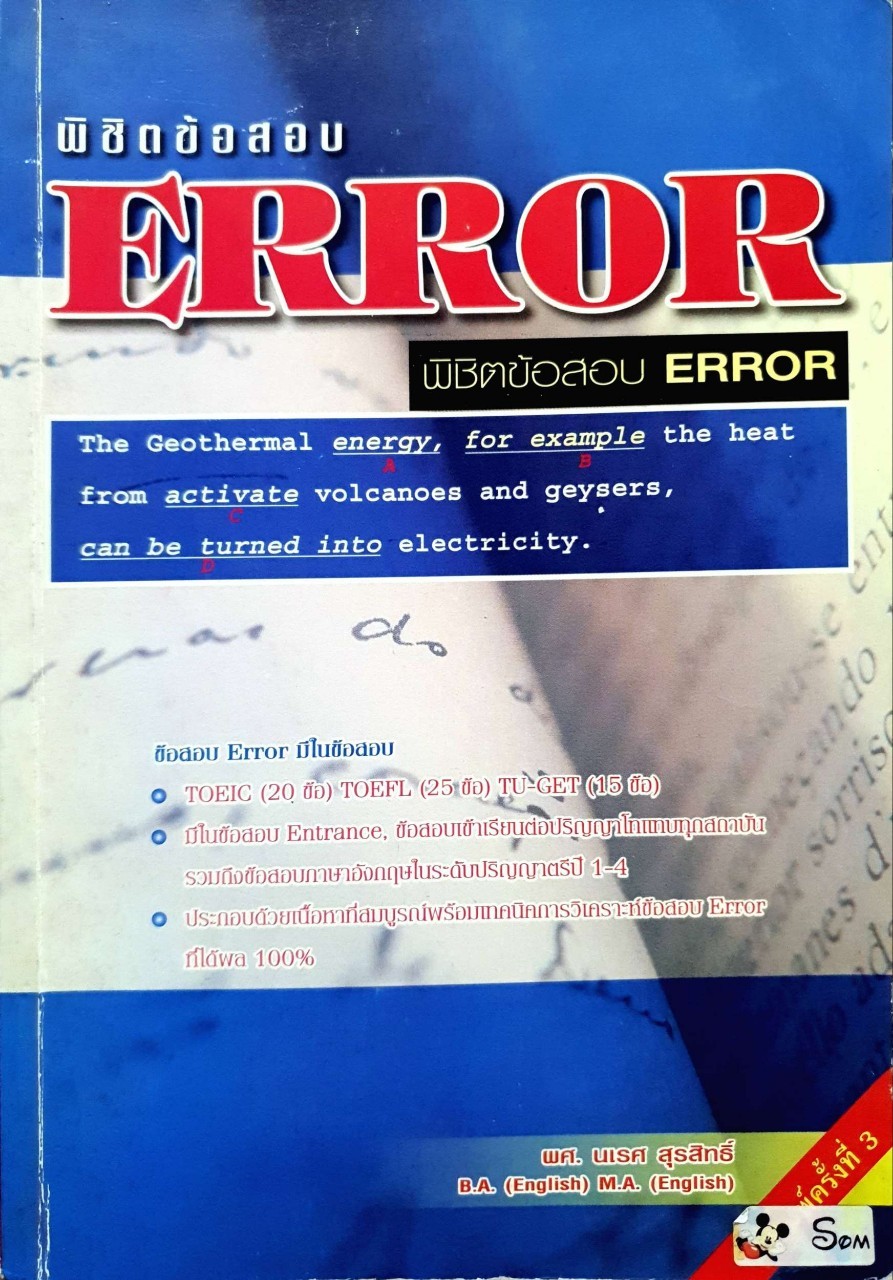 พิชิตข้อสอบ
ERROR
พิชิตข้อสอบ ERROR
The Geothermal energy, for example the heat
A B
from activate volcanoes and geysers,
C
can be turned into electricity.
D
ข้อสอบ Error มีในข้อสอบ
TOEIC (20 ข้อ) TOEFL (25 ข้อ) TU-GET (15 ข้อ)
มีในข้อสอบ Entrance, ข้อสอบเข้าเรียนต่อปริญญาโทแทบทุกสถาบัน
รวมถึงข้อสอบภาษาอังกฤษในระดับปริญญาตรีปี 1-4
ประกอบด้วยเนื้อหาที่สมบูรณ์พร้อมเทคนิคการวิเคราะห์ข้อสอบ Error
ที่ได้ผล 100%
ผศ. นเรศ สุรสิทธิ์
B.A. (English) M.A. (English)
ครั้งที่ 3
SOM